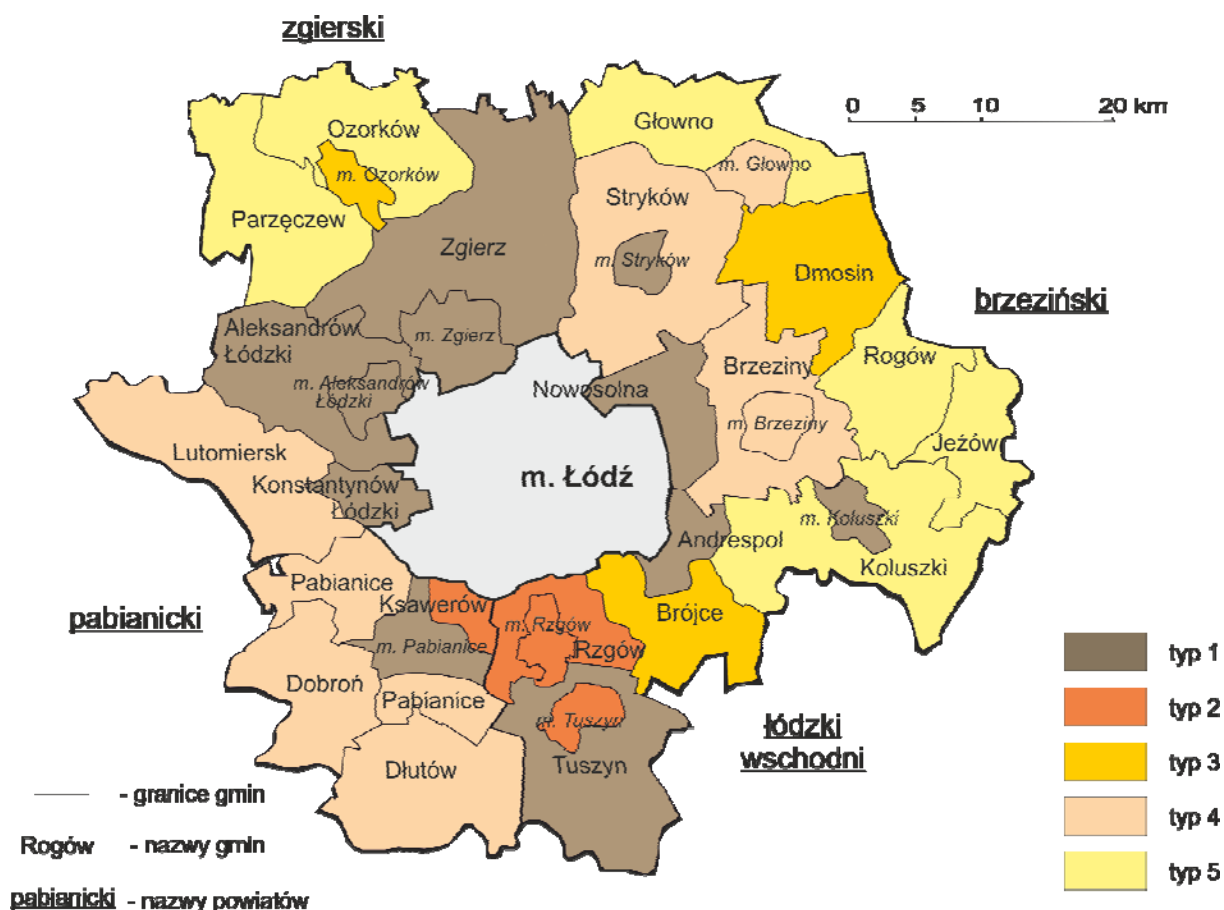 zgierski
0 5 10 20 km
Głowno
Ozorków
m. Głowno
m. Ozorków
Stryków
Parzęczew
Zgierz
m. Stryków
Dmosin
brzeziński
Aleksandrów
Łódzki
m. Zgierz
Rogów
Brzeziny
m. Aleksandrów
Łódzki
Nowosolna
m. Brzeziny
Jeżów
Lutomiersk
m. Łódź
Konstantynów
Łódzki
m. Koluszki
Andrespol
Koluszki
Pabianice
Ksawerów
Brójce
pabianicki
m. Rzgów
m. Pabianice
Rzgów
typ 1
Dobroń
Pabianice
typ 2
m. Tuszyn
łódzki
wschodni
Tuszyn
Dłutów
typ 3
- granice gmin
typ 4
Rogów - nazwy gmin
typ 5
pabianicki - nazwy powiatów